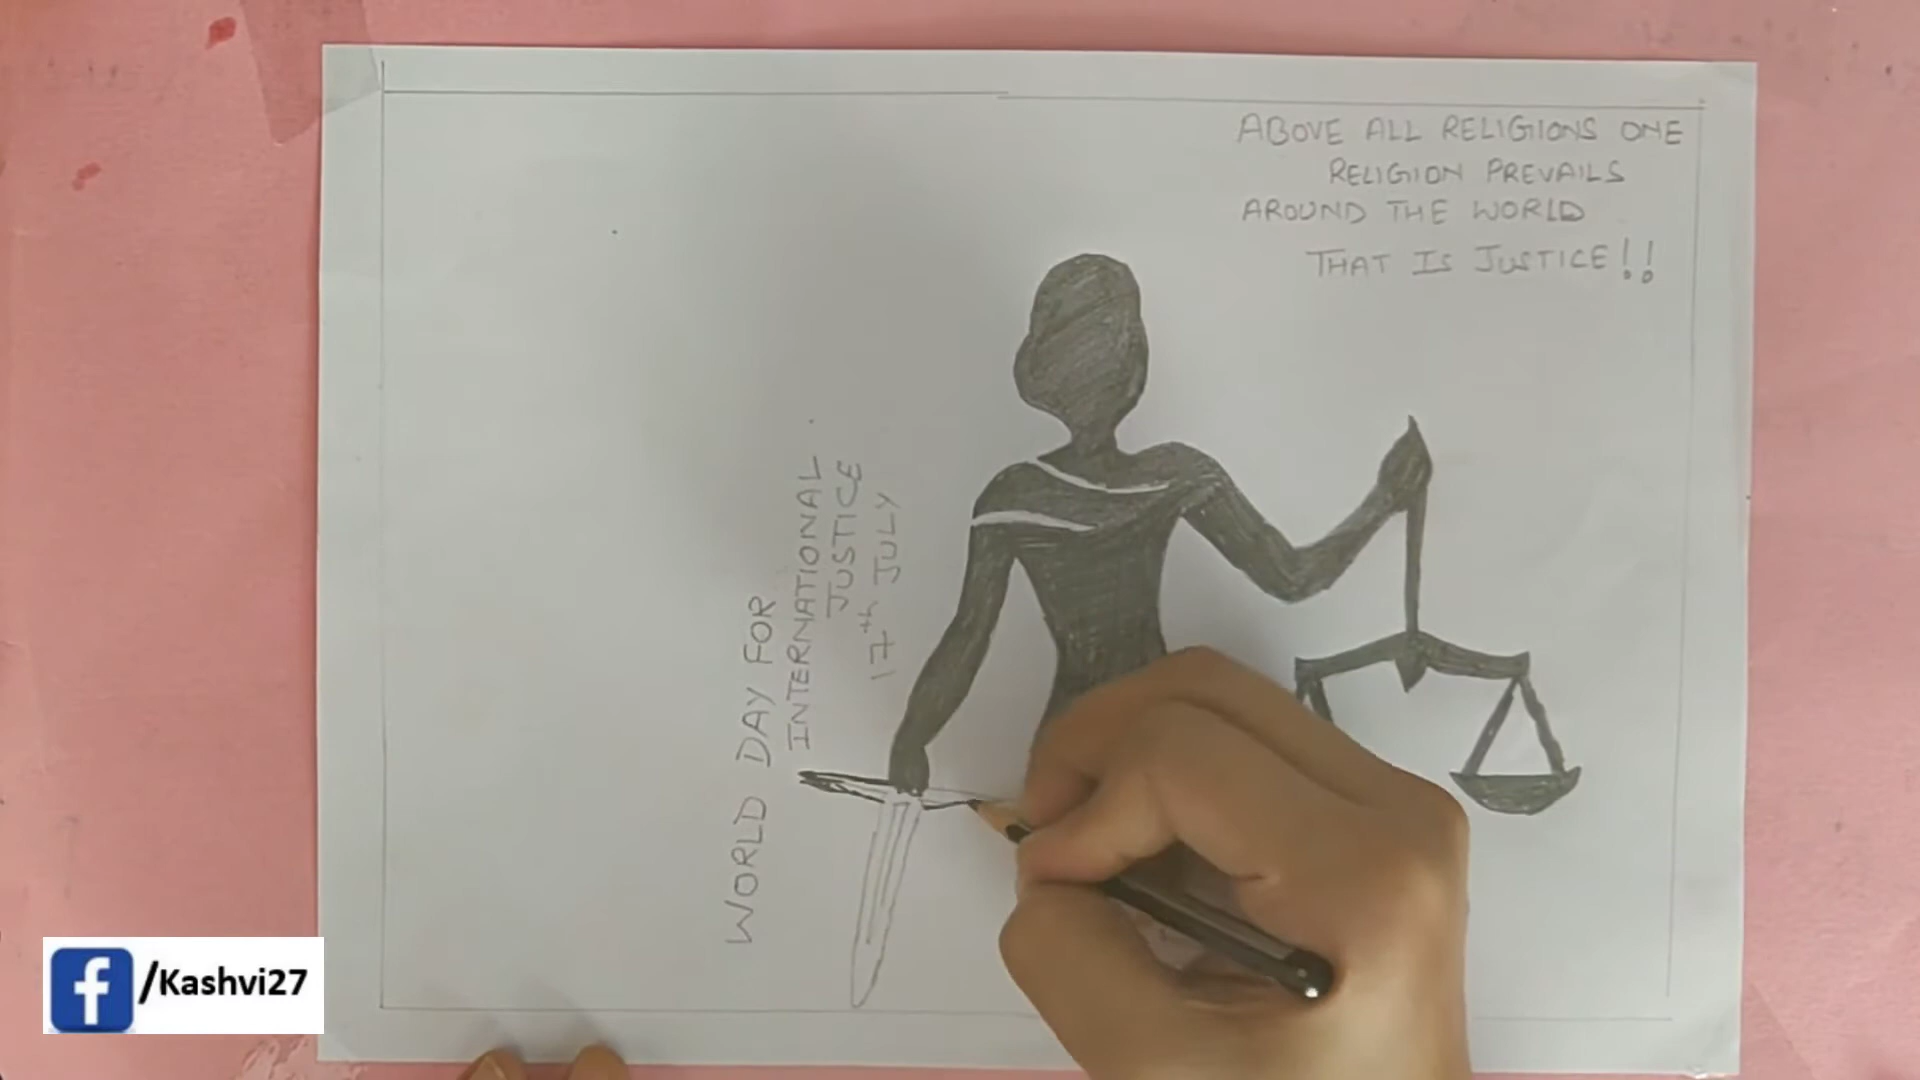 ABOVE ALL RELIGIONS ONE
RELIGION PREVAILS
AROUND THE WORLD
THAT IS JUSTICE!!
WORLD DAY FOR
INTERNATIONAL
JUSTICE
17th JULY
f/Kashvi27